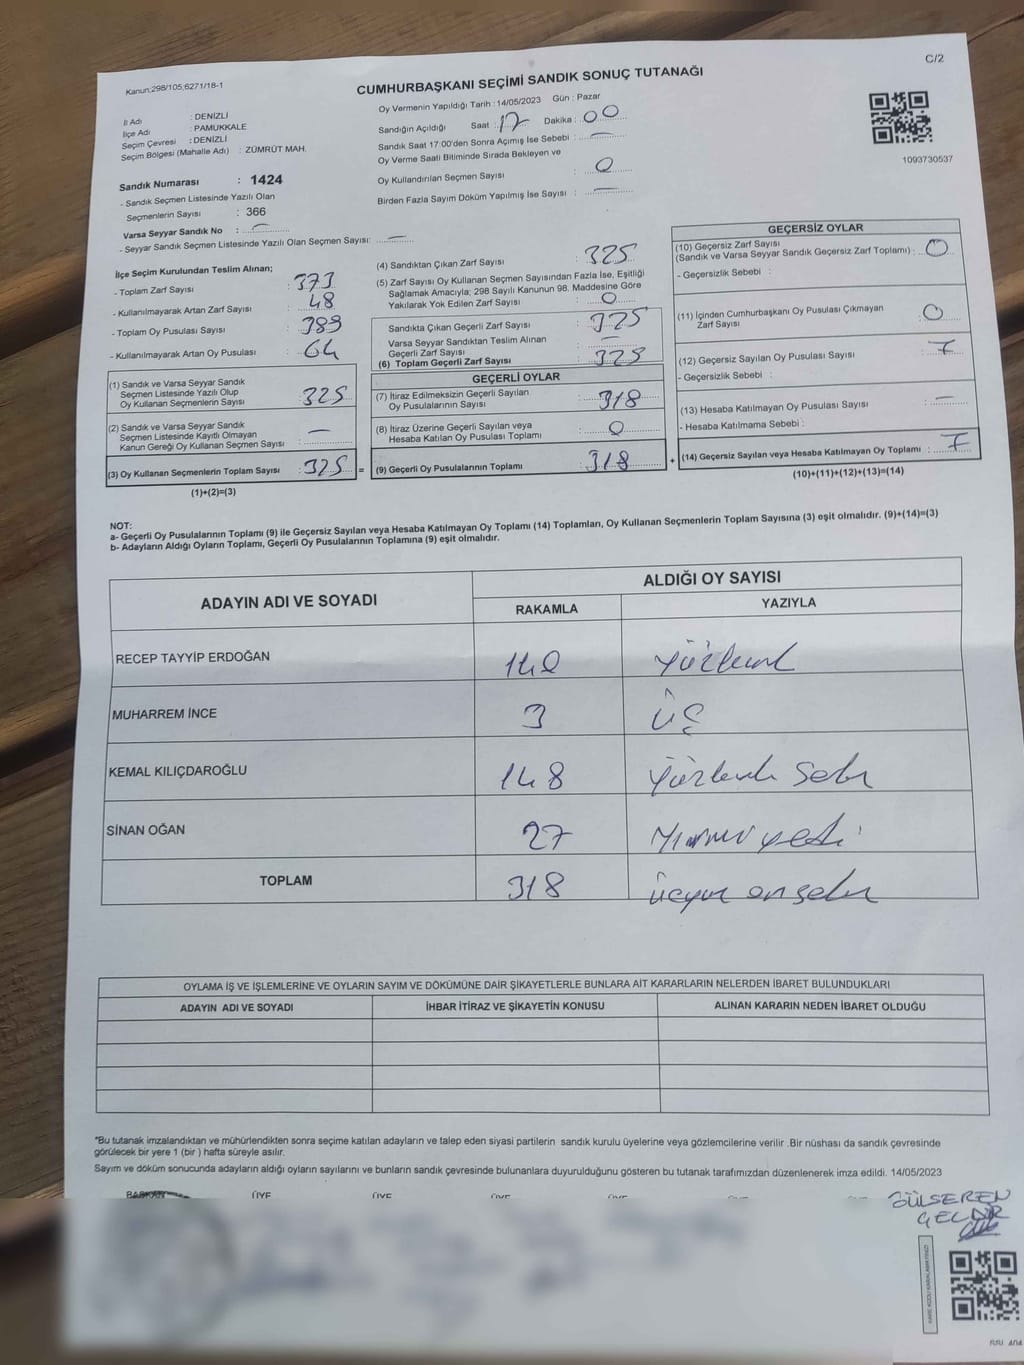 C/2
Kanun:298/105;6271/18-1
CUMHURBAŞKANI SEÇİMİ SANDIK SONUÇ TUTANAĞI
İl Adı : DENİZLİ
İlçe Adı : PAMUKKALE
Seçim Çevresi : DENİZLİ
Seçim Bölgesi (Mahalle Adı) : ZÜMRÜT MAH.
Oy Vermenin Yapıldığı Tarih : 14/05/2023 Gün : Pazar
Sandığın Açıldığı Saat : 17 Dakika : 00
Sandık Saat 17:00'den Sonra Açımış İse Sebebi : —
Oy Verme Saati Bitiminde Sırada Bekleyen ve
Oy Kullandırılan Seçmen Sayısı : 0
Birden Fazla Sayım Döküm Yapılmış İse Sayısı : —
1093730537
Sandık Numarası : 1424
- Sandık Seçmen Listesinde Yazılı Olan
Seçmenlerin Sayısı : 366
Varsa Seyyar Sandık No : —
- Seyyar Sandık Seçmen Listesinde Yazılı Olan Seçmen Sayısı: —
İlçe Seçim Kurulundan Teslim Alınan;
- Toplam Zarf Sayısı : 373
- Kullanılmayarak Artan Zarf Sayısı : 48
- Toplam Oy Pusulası Sayısı : 389
- Kullanılmayarak Artan Oy Pusulası : 64
(1) Sandık ve Varsa Seyyar Sandık
Seçmen Listesinde Yazılı Olup
Oy Kullanan Seçmenlerin Sayısı : 325
(2) Sandık ve Varsa Seyyar Sandık
Seçmen Listesinde Kayıtlı Olmayan
Kanun Gereği Oy Kullanan Seçmen Sayısı : —
(3) Oy Kullanan Seçmenlerin Toplam Sayısı : 325 =
(1)+(2)=(3)
(4) Sandıktan Çıkan Zarf Sayısı : 325
(5) Zarf Sayısı Oy Kullanan Seçmen Sayısından Fazla İse, Eşitliği
Sağlamak Amacıyla; 298 Sayılı Kanunun 98. Maddesine Göre
Yakılarak Yok Edilen Zarf Sayısı : 0
Sandıkta Çıkan Geçerli Zarf Sayısı : 325
Varsa Seyyar Sandıktan Teslim Alınan
Geçerli Zarf Sayısı : —
(6) Toplam Geçerli Zarf Sayısı : 325
GEÇERLİ OYLAR
(7) İtiraz Edilmeksizin Geçerli Sayılan
Oy Pusulalarının Sayısı : 318
(8) İtiraz Üzerine Geçerli Sayılan veya
Hesaba Katılan Oy Pusulası Toplamı : 0
(9) Geçerli Oy Pusulalarının Toplamı : 318 +
GEÇERSİZ OYLAR
(10) Geçersiz Zarf Sayısı
(Sandık ve Varsa Seyyar Sandık Geçersiz Zarf Toplamı) : 0
- Geçersizlik Sebebi :
(11) İçinden Cumhurbaşkanı Oy Pusulası Çıkmayan
Zarf Sayısı : 0
(12) Geçersiz Sayılan Oy Pusulası Sayısı : 7
- Geçersizlik Sebebi :
(13) Hesaba Katılmayan Oy Pusulası Sayısı : —
- Hesaba Katılmama Sebebi :
(14) Geçersiz Sayılan veya Hesaba Katılmayan Oy Toplamı : 7
(10)+(11)+(12)+(13)=(14)
NOT:
a- Geçerli Oy Pusulalarının Toplamı (9) ile Geçersiz Sayılan veya Hesaba Katılmayan Oy Toplamı (14) Toplamları, Oy Kullanan Seçmenlerin Toplam Sayısına (3) eşit olmalıdır. (9)+(14)=(3)
b- Adayların Aldığı Oyların Toplamı, Geçerli Oy Pusulalarının Toplamına (9) eşit olmalıdır.
ADAYIN ADI VE SOYADI ALDIĞI OY SAYISI
RAKAMLA YAZIYLA
RECEP TAYYİP ERDOĞAN 140 Yüzkırk
MUHARREM İNCE 3 üç
KEMAL KILIÇDAROĞLU 148 Yüzkırk Sekiz
SİNAN OĞAN 27 Yirmi yedi
TOPLAM 318 üçyüz onsekiz
OYLAMA İŞ VE İŞLEMLERİNE VE OYLARIN SAYIM VE DÖKÜMÜNE DAİR ŞİKAYETLERLE BUNLARA AİT KARARLARIN NELERDEN İBARET BULUNDUKLARI
ADAYIN ADI VE SOYADI İHBAR İTİRAZ VE ŞİKAYETİN KONUSU ALINAN KARARIN NEDEN İBARET OLDUĞU
"Bu tutanak imzalandıktan ve mühürlendikten sonra seçime katılan adayların ve talep eden siyasi partilerin sandık kurulu üyelerine veya gözlemcilerine verilir .Bir nüshası da sandık çevresinde
görülecek bir yere 1 (bir ) hafta süreyle asılır.
Sayım ve döküm sonucunda adayların aldığı oyların sayılarını ve bunların sandık çevresinde bulunanlara duyurulduğunu gösteren bu tutanak tarafımızdan düzenlenerek imza edildi. 14/05/2023
BAŞKAN ÜYE ÜYE ÜYE ÜYE ÜYE
GÜLSEREN
GELDİR